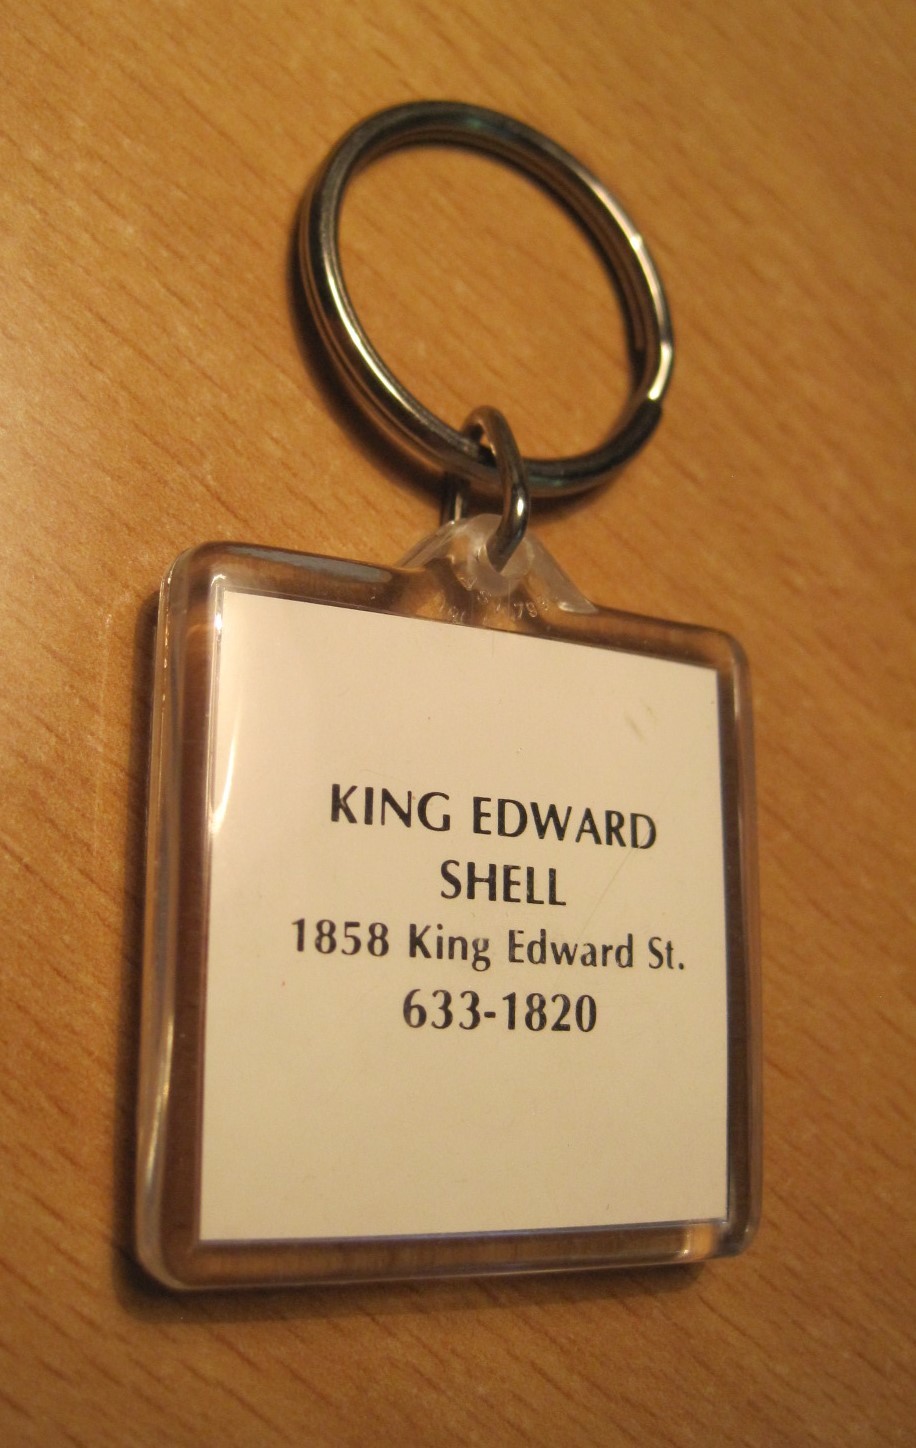 KING EDWARD
SHELL
1858 King Edward St.
633-1820